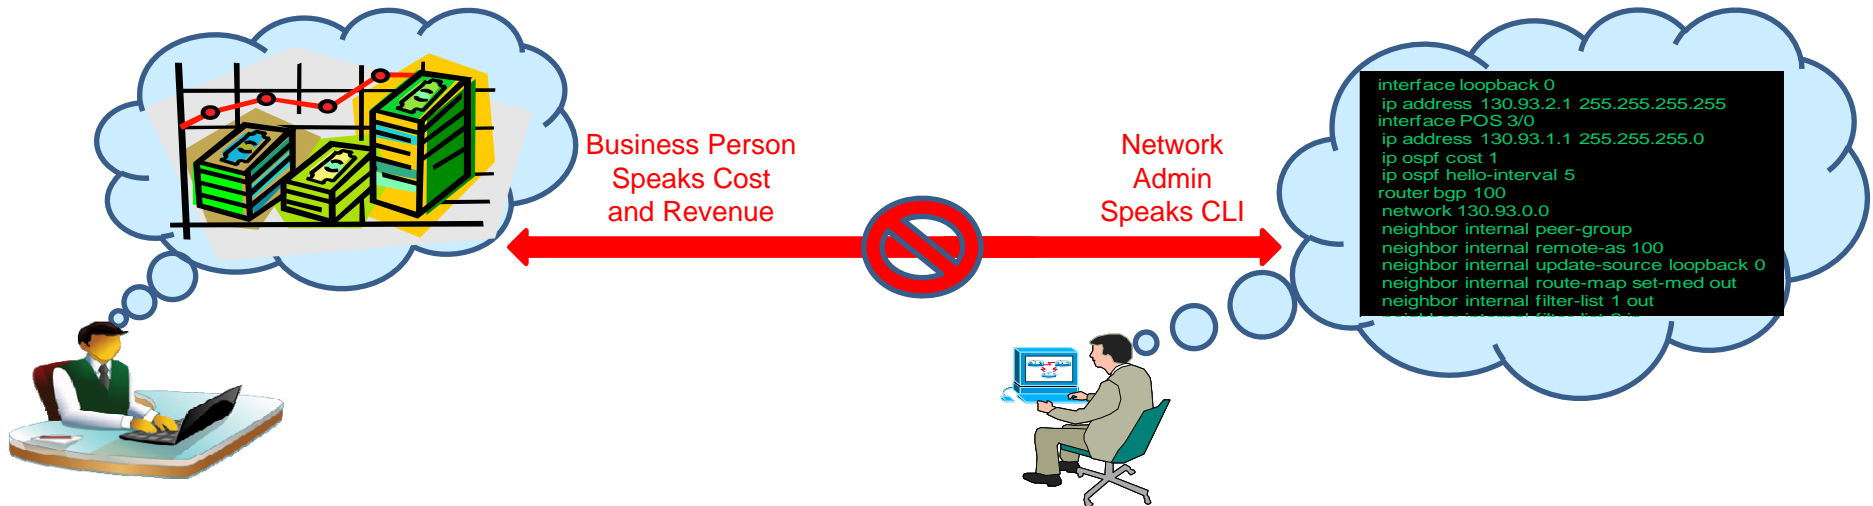 Business Person
Speaks Cost
and Revenue
Network
Admin
Speaks CLI
interface loopback 0
ip address 130.93.2.1 255.255.255.255
interface POS 3/0
ip address 130.93.1.1 255.255.255.0
ip ospf cost 1
ip ospf hello-interval 5
router bgp 100
network 130.93.0.0
neighbor internal peer-group
neighbor internal remote-as 100
neighbor internal update-source loopback 0
neighbor internal route-map set-med out
neighbor internal filter-list 1 out